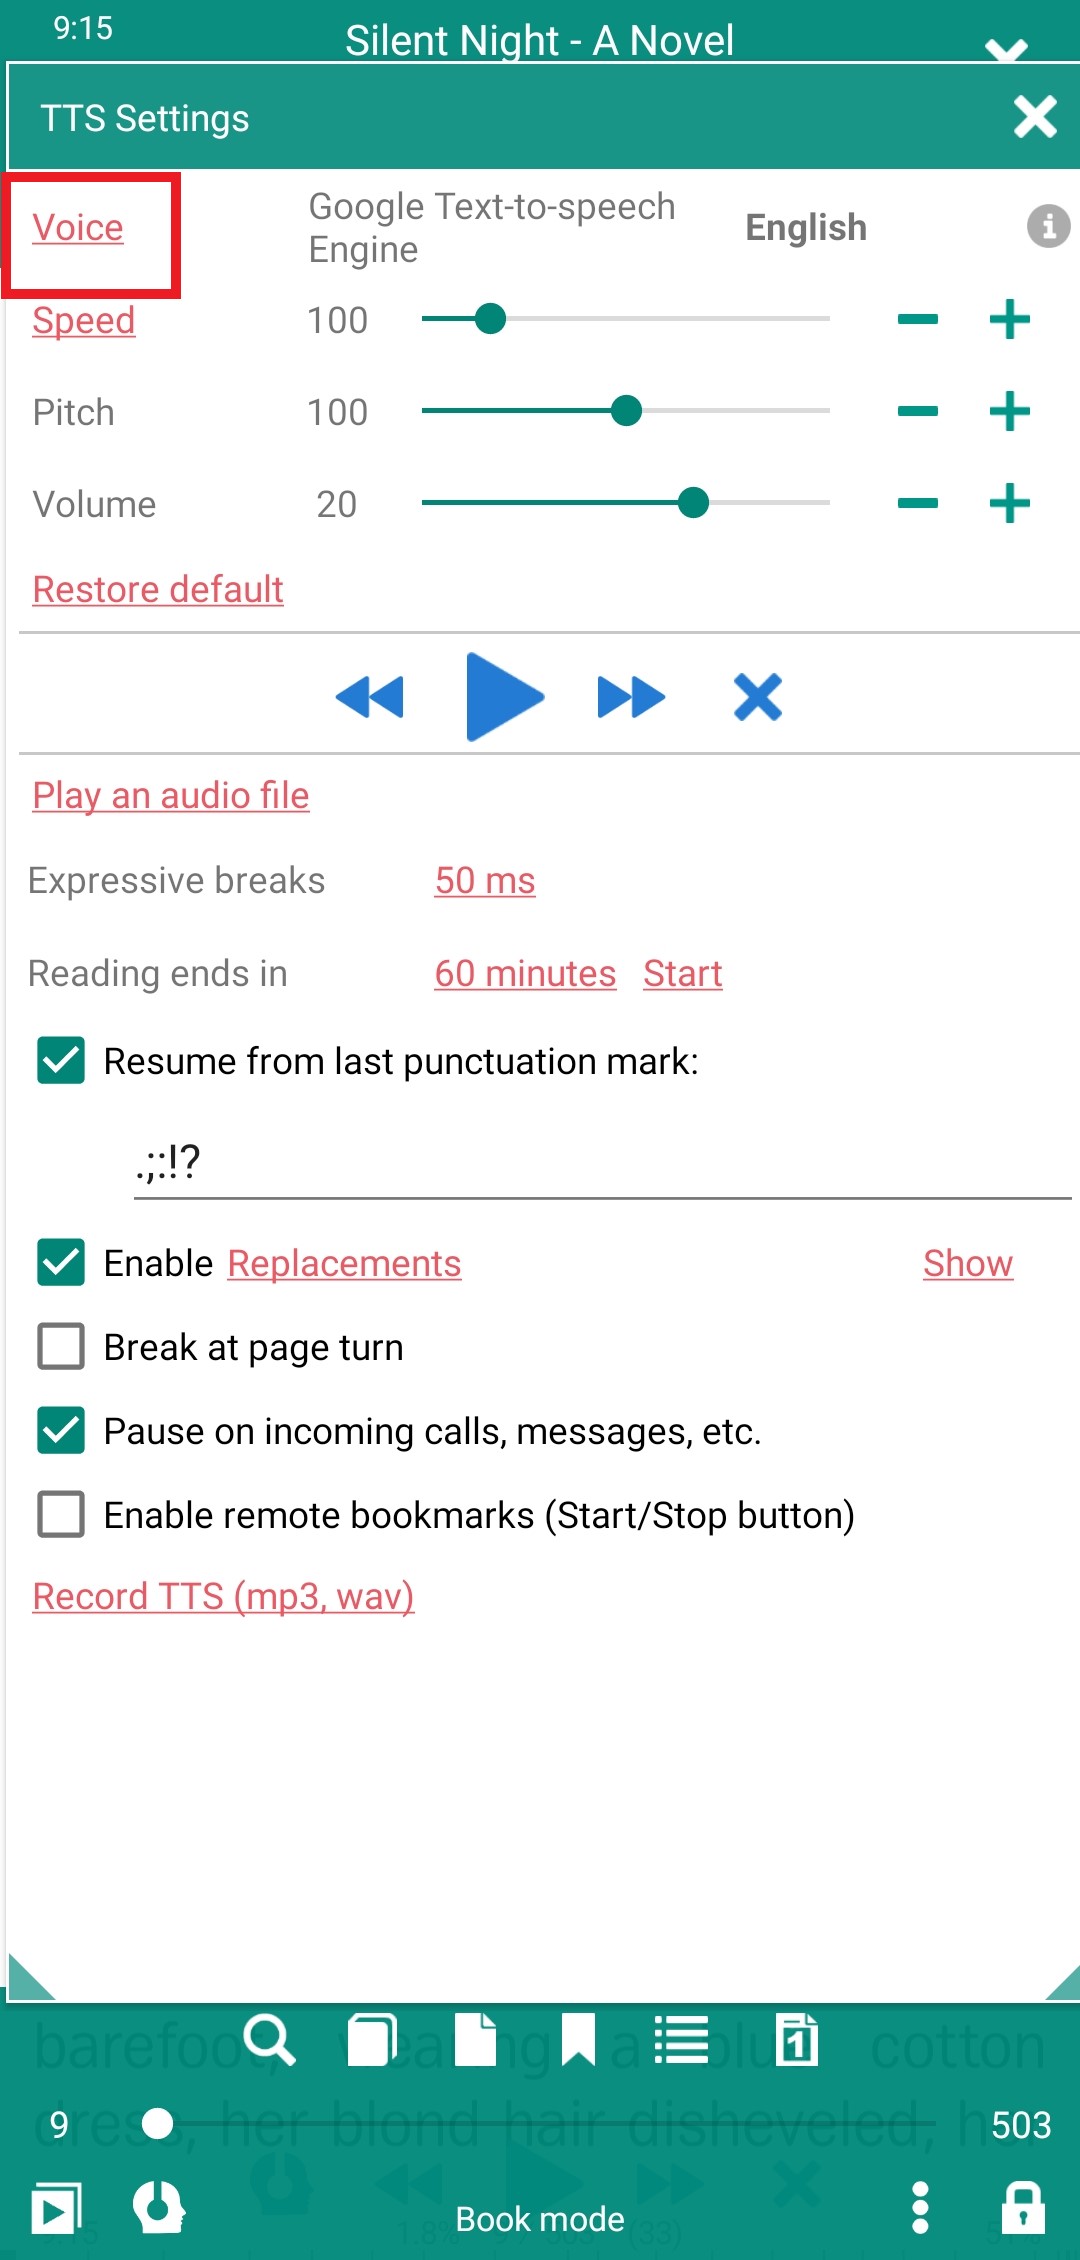 9:15
Silent Night - A Novel
TTS Settings
Voice
Google Text-to-speech
Engine
English
Speed
100
Pitch
100
Volume
20
Restore default
Play an audio file
Expressive breaks
50 ms
Reading ends in
60 minutes Start
Resume from last punctuation mark:
.;:!?
Enable Replacements
Show
Break at page turn
Pause on incoming calls, messages, etc.
Enable remote bookmarks (Start/Stop button)
Record TTS (mp3, wav)
1
cotton
dress, her blond hair disheveled, her
9
503
Book mode